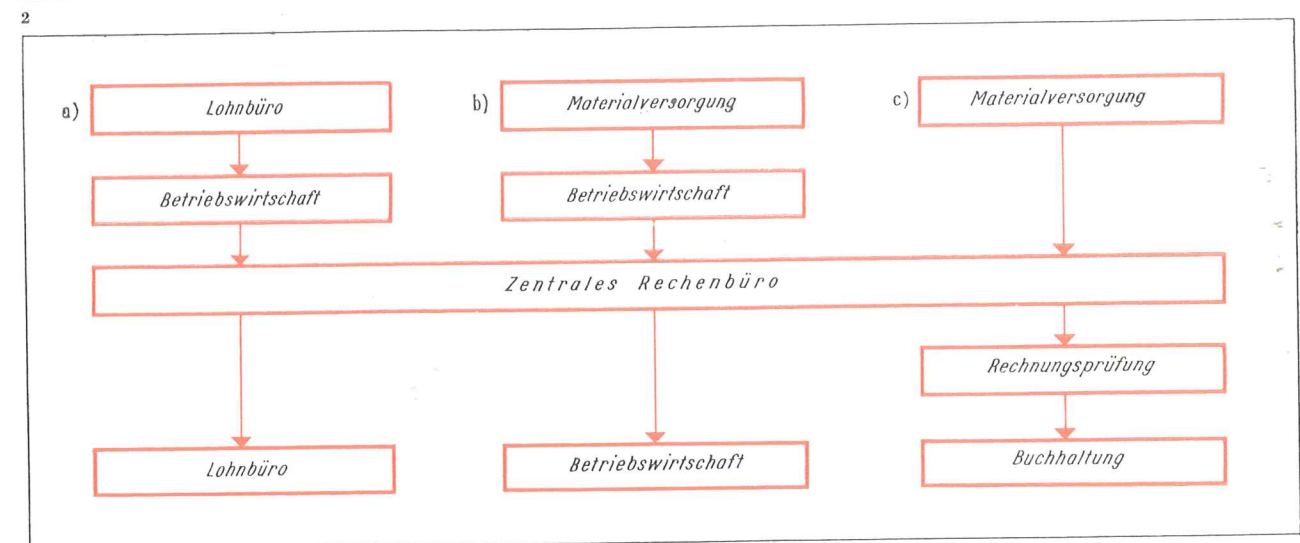 2
a) Lohnbüro
Betriebswirtschaft
b) Materialversorgung
Betriebswirtschaft
c) Materialversorgung
Zentrales Rechenbüro
Lohnbüro
Betriebswirtschaft
Rechnungsprüfung
Buchhaltung